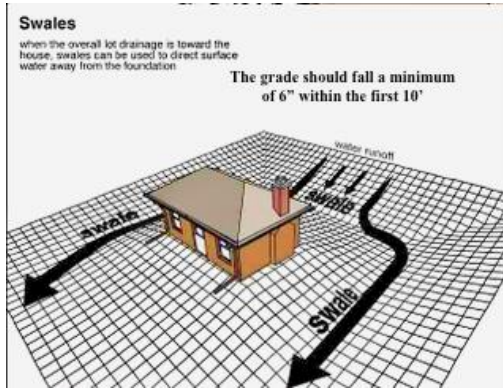 Swales
when the overall lot drainage is toward the
house, swales can be used to direct surface
water away from the foundation
The grade should fall a minimum
of 6” within the first 10’
water runoff
swale
swale
Swale